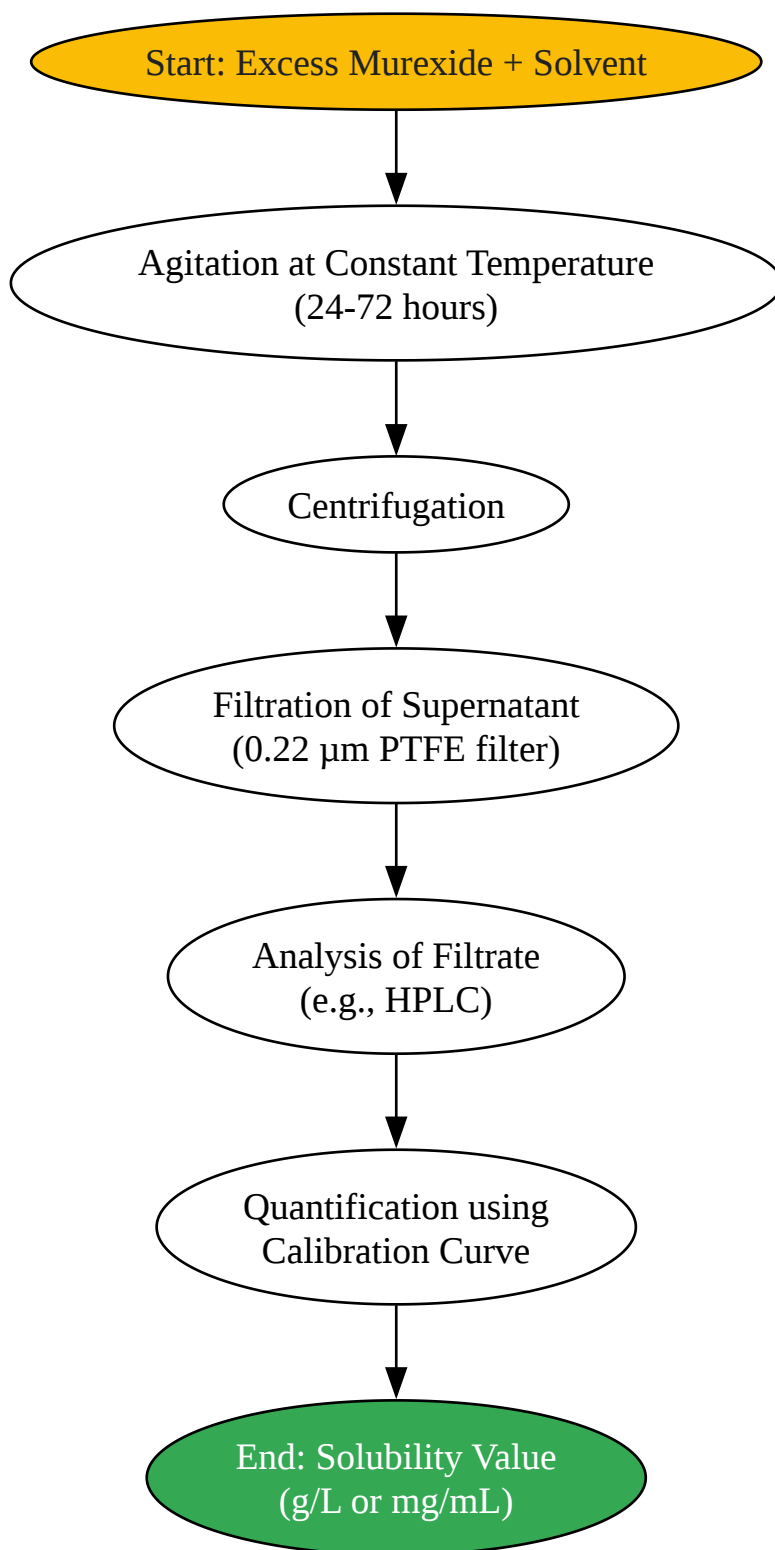 Start: Excess Murexide + Solvent
Agitation at Constant Temperature
(24-72 hours)
Centrifugation
Filtration of Supernatant
(0.22 µm PTFE filter)
Analysis of Filtrate
(e.g., HPLC)
Quantification using
Calibration Curve
End: Solubility Value
(g/L or mg/mL)